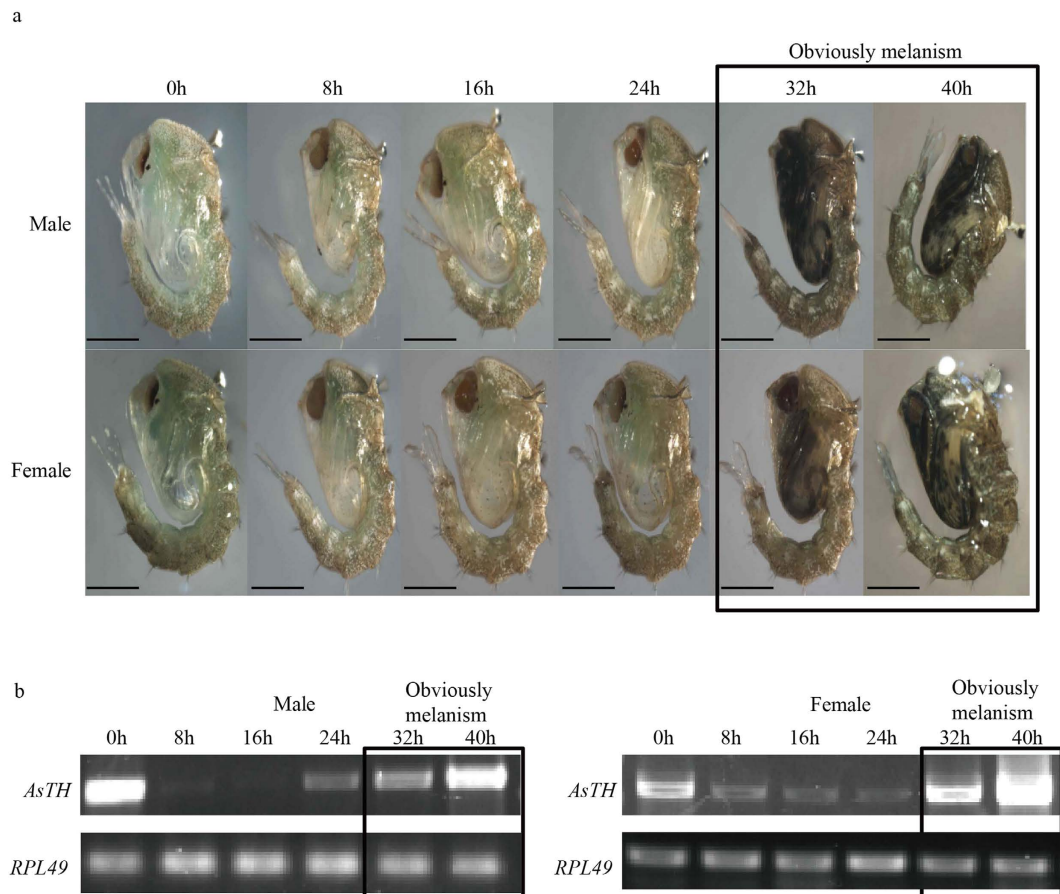 a
Obviously melanism
0h 8h 16h 24h 32h 40h
Male
Female
b
Male
Obviously
melanism
0h 8h 16h 24h 32h 40h
AsTH
RPL49
Female
Obviously
melanism
0h 8h 16h 24h 32h 40h
AsTH
RPL49